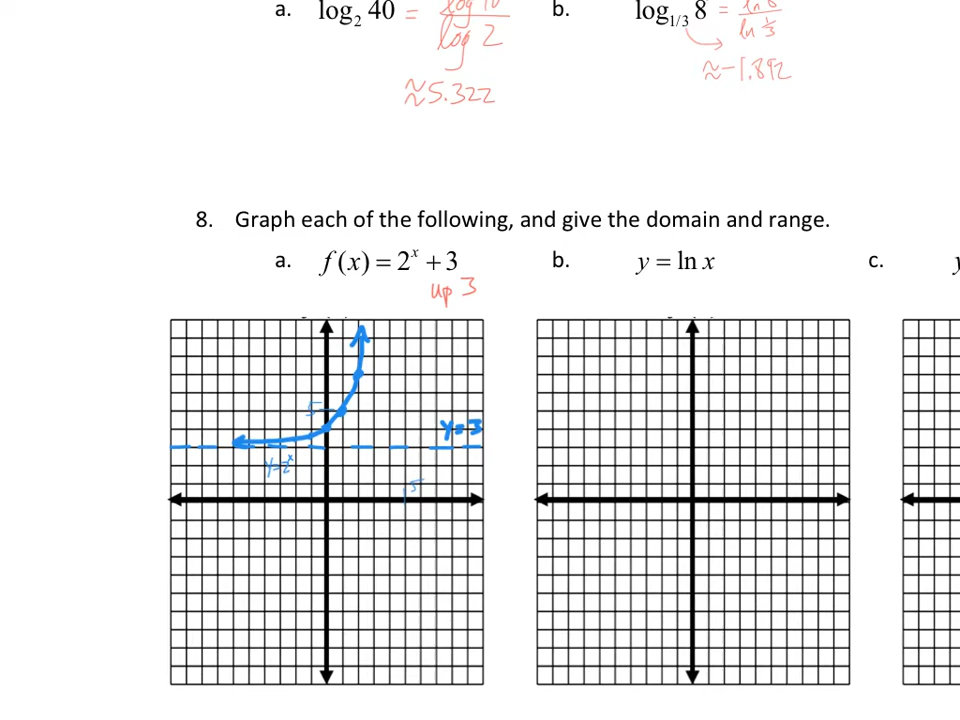 a. log₂ 40 = log 40 / log 2 b. log₁/₃ 8 = ln 8 / ln 1/3
≈ 5.322 ≈ -1.892
8. Graph each of the following, and give the domain and range.
a. f(x) = 2ˣ + 3 b. y = ln x c.
up 3
5
y=3
y=2ˣ
5